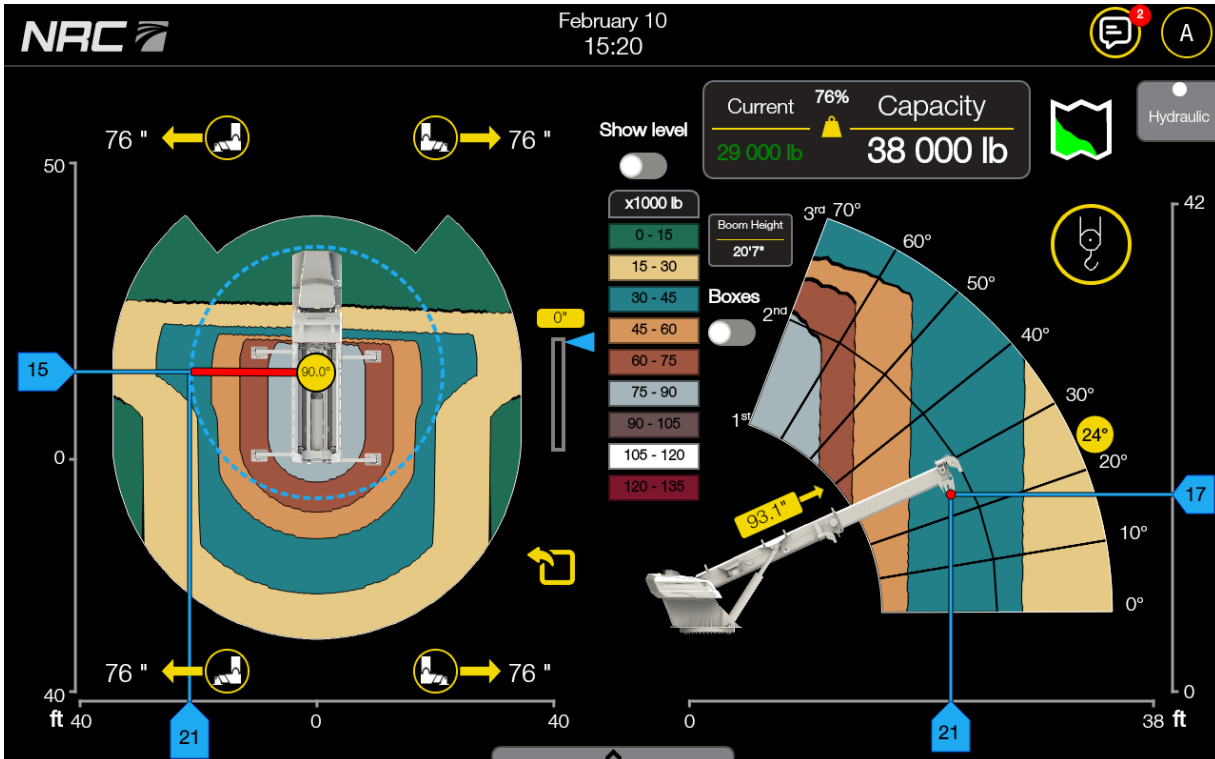 NRC
February 10
15:20
2
A
76 "
76 "
Show level
Current
76%
Capacity
29 000 lb
38 000 lb
Hydraulic
50
x1000 lb
0 - 15
15 - 30
30 - 45
45 - 60
60 - 75
75 - 90
90 - 105
105 - 120
120 - 135
Boom Height
20'7"
Boxes
3rd 70°
60°
50°
40°
30°
24°
20°
10°
0°
2nd
1st
42
0"
15
90.0°
0
93.1"
17
76 "
76 "
40
ft 40
0
40
21
0
0
38 ft
21